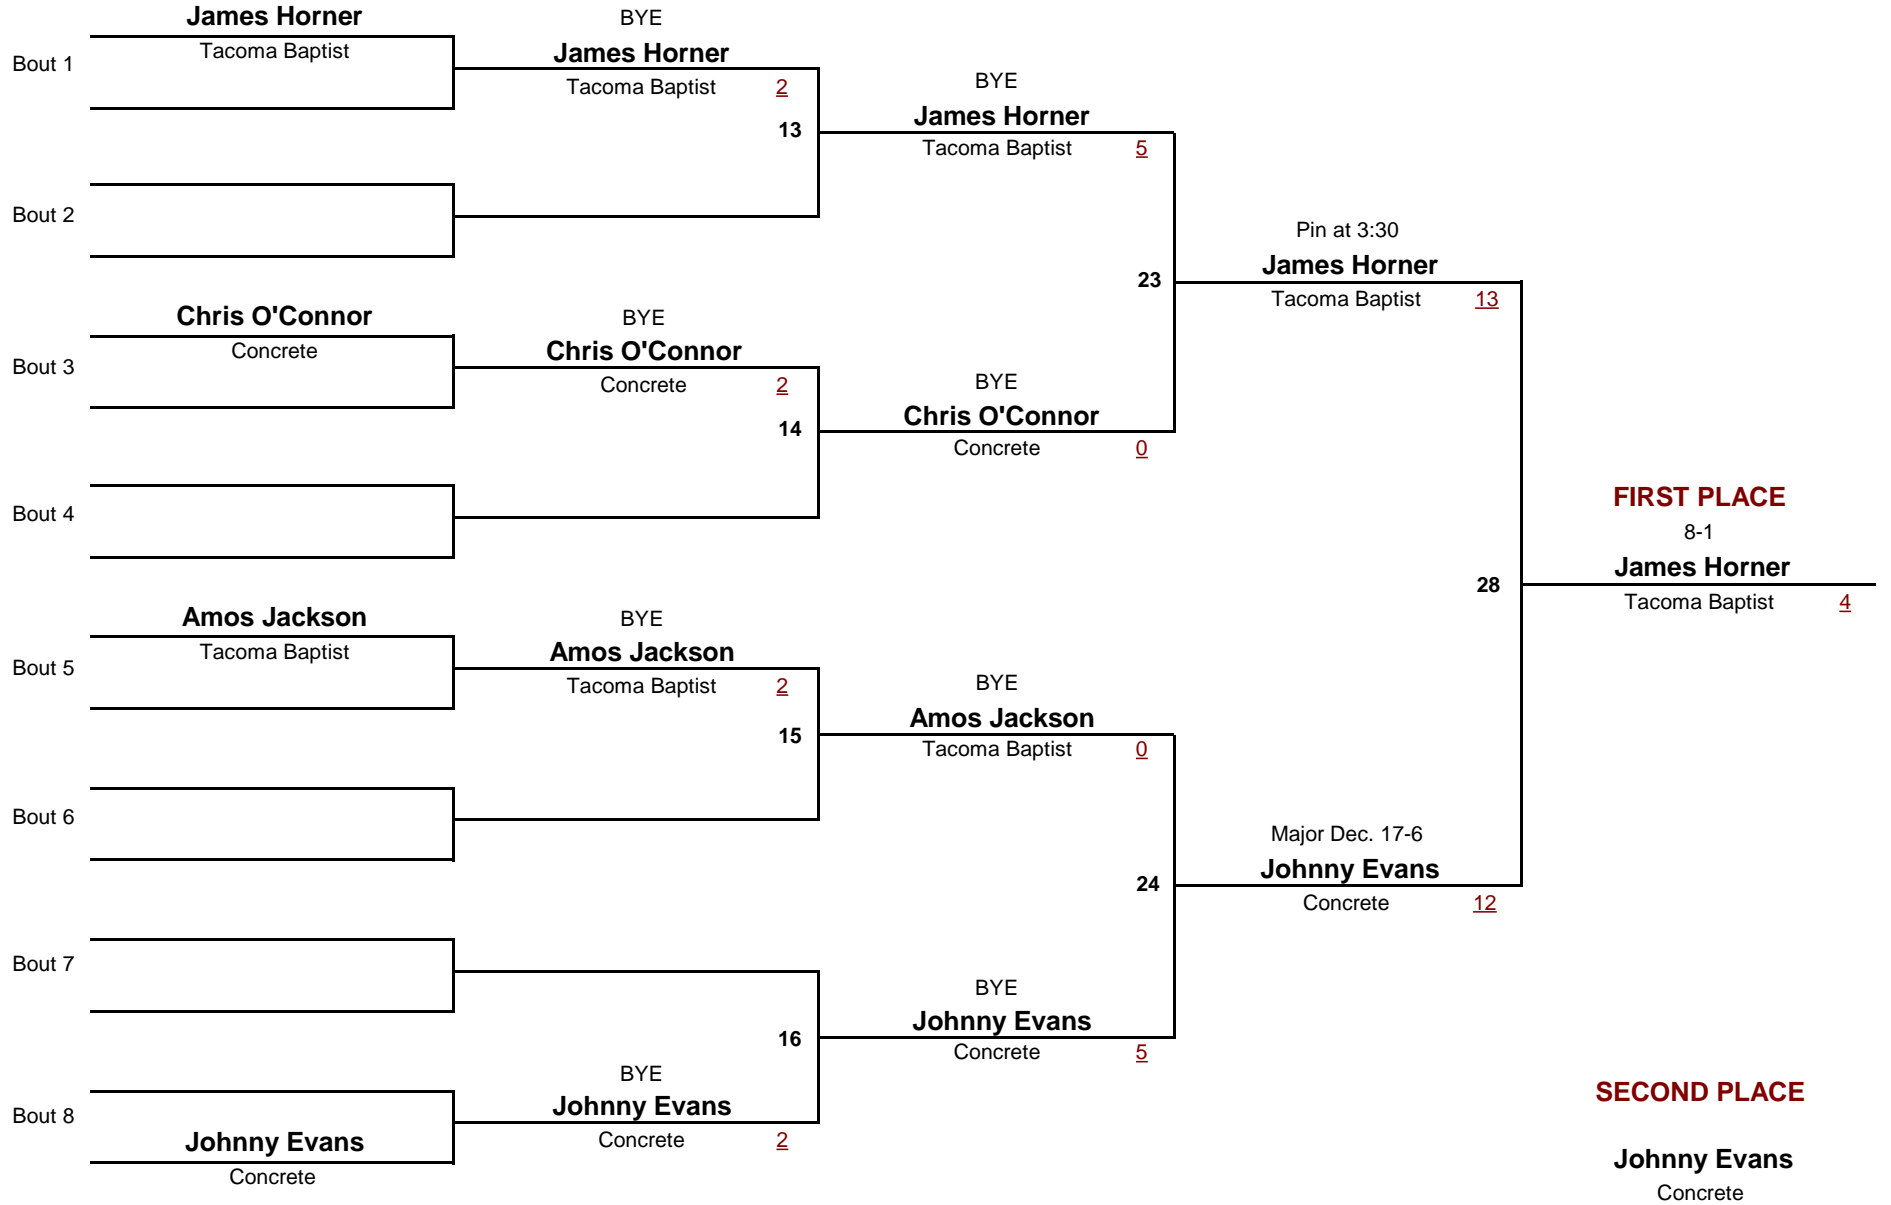 James Horner
BYE
Bout 1
Tacoma Baptist
James Horner
Tacoma Baptist
2
BYE
13
James Horner
Tacoma Baptist
5
Bout 2
Pin at 3:30
James Horner
23
Tacoma Baptist
13
Chris O'Connor
BYE
Bout 3
Concrete
Chris O'Connor
Concrete
2
BYE
14
Chris O'Connor
Concrete
0
Bout 4
FIRST PLACE
8-1
James Horner
28
Tacoma Baptist
4
Amos Jackson
BYE
Bout 5
Tacoma Baptist
Amos Jackson
Tacoma Baptist
2
BYE
15
Amos Jackson
Tacoma Baptist
0
Bout 6
Major Dec. 17-6
Johnny Evans
24
Concrete
12
Bout 7
BYE
16
Johnny Evans
Concrete
5
BYE
Bout 8
Johnny Evans
Concrete
2
Johnny Evans
Concrete
SECOND PLACE
Johnny Evans
Concrete